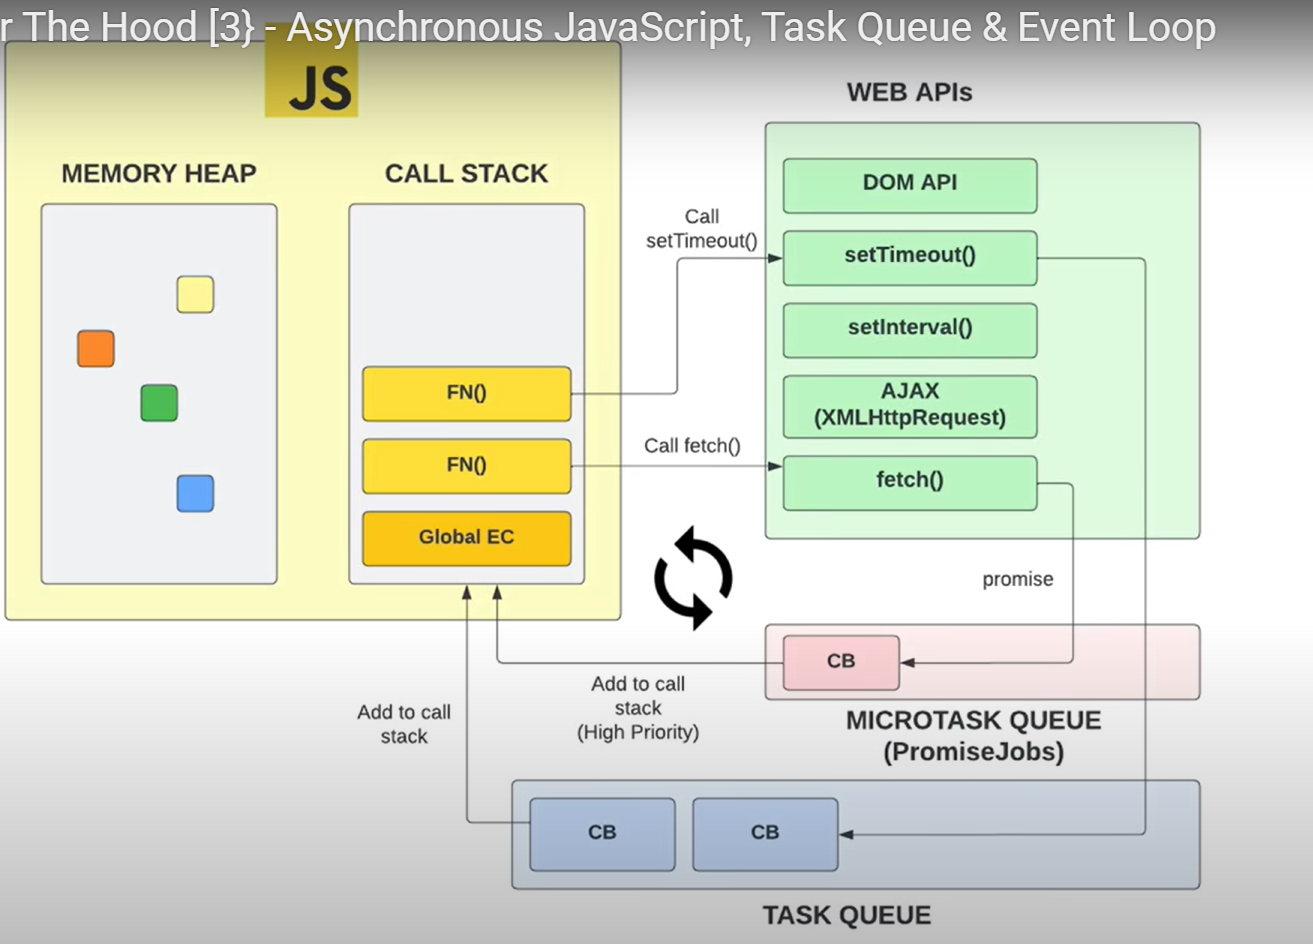 r The Hood [3} - Asynchronous JavaScript, Task Queue & Event Loop
JS
MEMORY HEAP
CALL STACK
FN()
FN()
Global EC
Call
setTimeout()
Call fetch()
WEB APIs
DOM API
setTimeout()
setInterval()
AJAX
(XMLHttpRequest)
fetch()
promise
CB
MICROTASK QUEUE
(PromiseJobs)
Add to call
stack
(High Priority)
Add to call
stack
CB
CB
TASK QUEUE